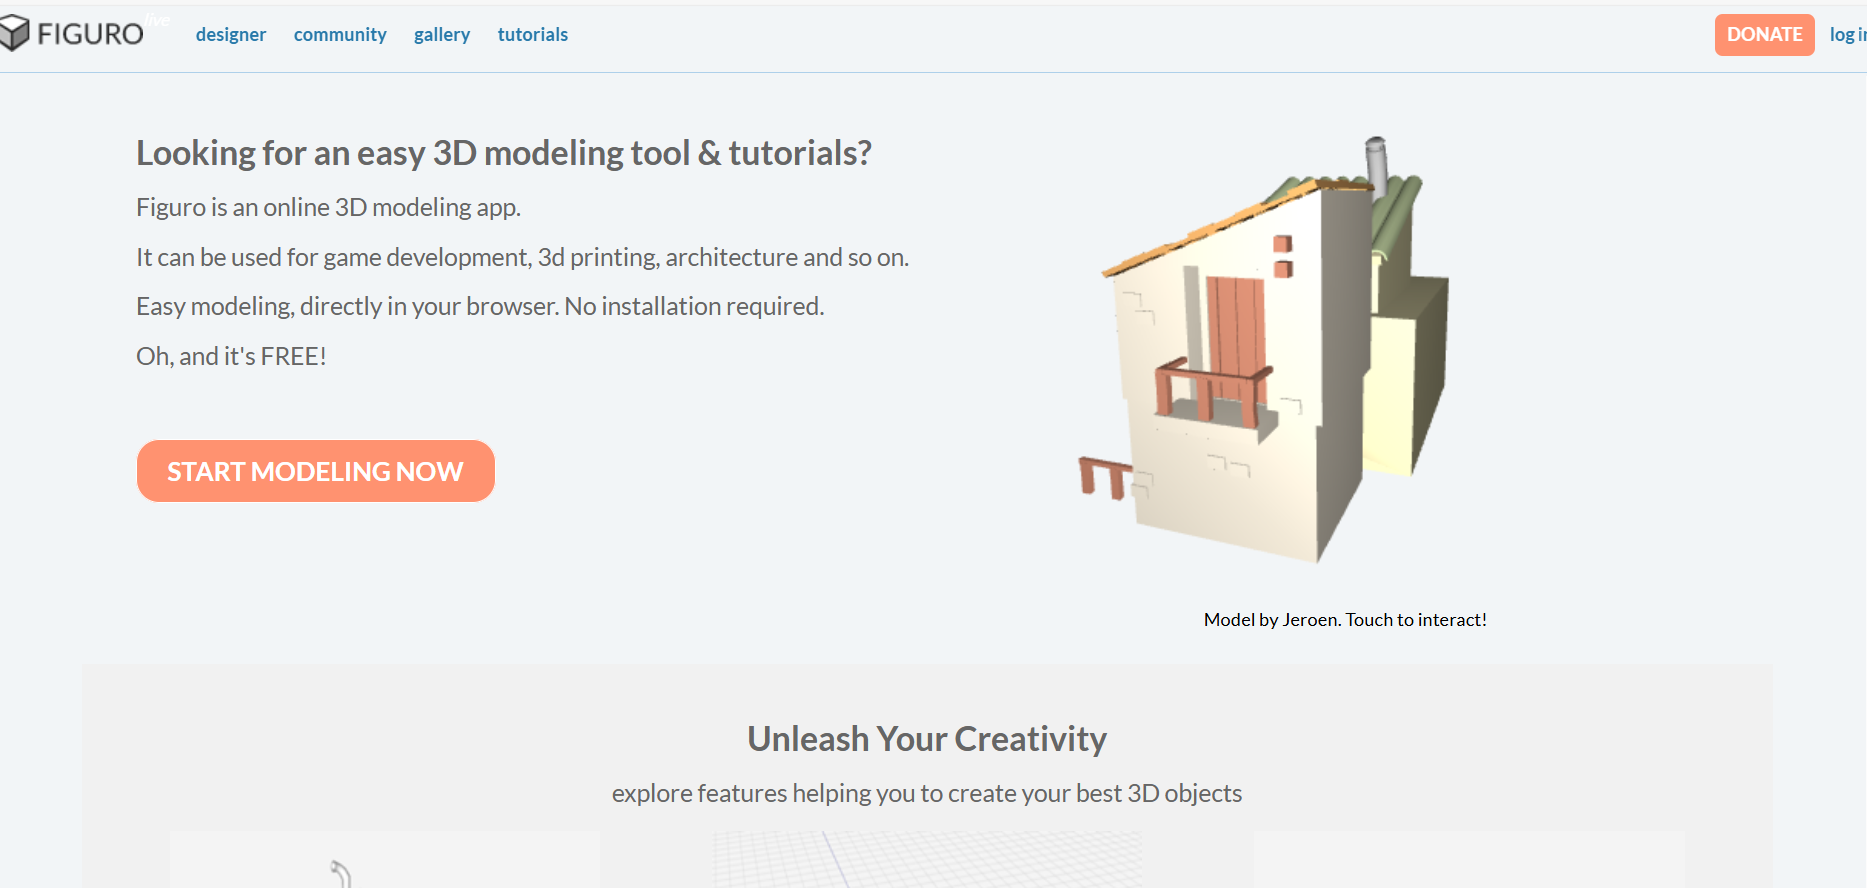 FIGURO live
designer community gallery tutorials
DONATE
Looking for an easy 3D modeling tool & tutorials?
Figuro is an online 3D modeling app.
It can be used for game development, 3d printing, architecture and so on.
Easy modeling, directly in your browser. No installation required.
Oh, and it's FREE!
START MODELING NOW
Model by Jeroen. Touch to interact!
Unleash Your Creativity
explore features helping you to create your best 3D objects